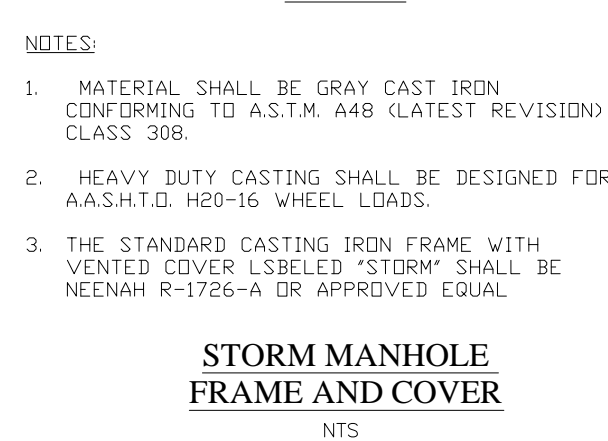 NOTES:
1. MATERIAL SHALL BE GRAY CAST IRON
CONFORMING TO A.S.T.M. A48 (LATEST REVISION)
CLASS 308.
2. HEAVY DUTY CASTING SHALL BE DESIGNED FOR
A.A.S.H.T.O. H20-16 WHEEL LOADS.
3. THE STANDARD CASTING IRON FRAME WITH
VENTED COVER LSBELED "STORM" SHALL BE
NEENAH R-1726-A OR APPROVED EQUAL
STORM MANHOLE
FRAME AND COVER
NTS